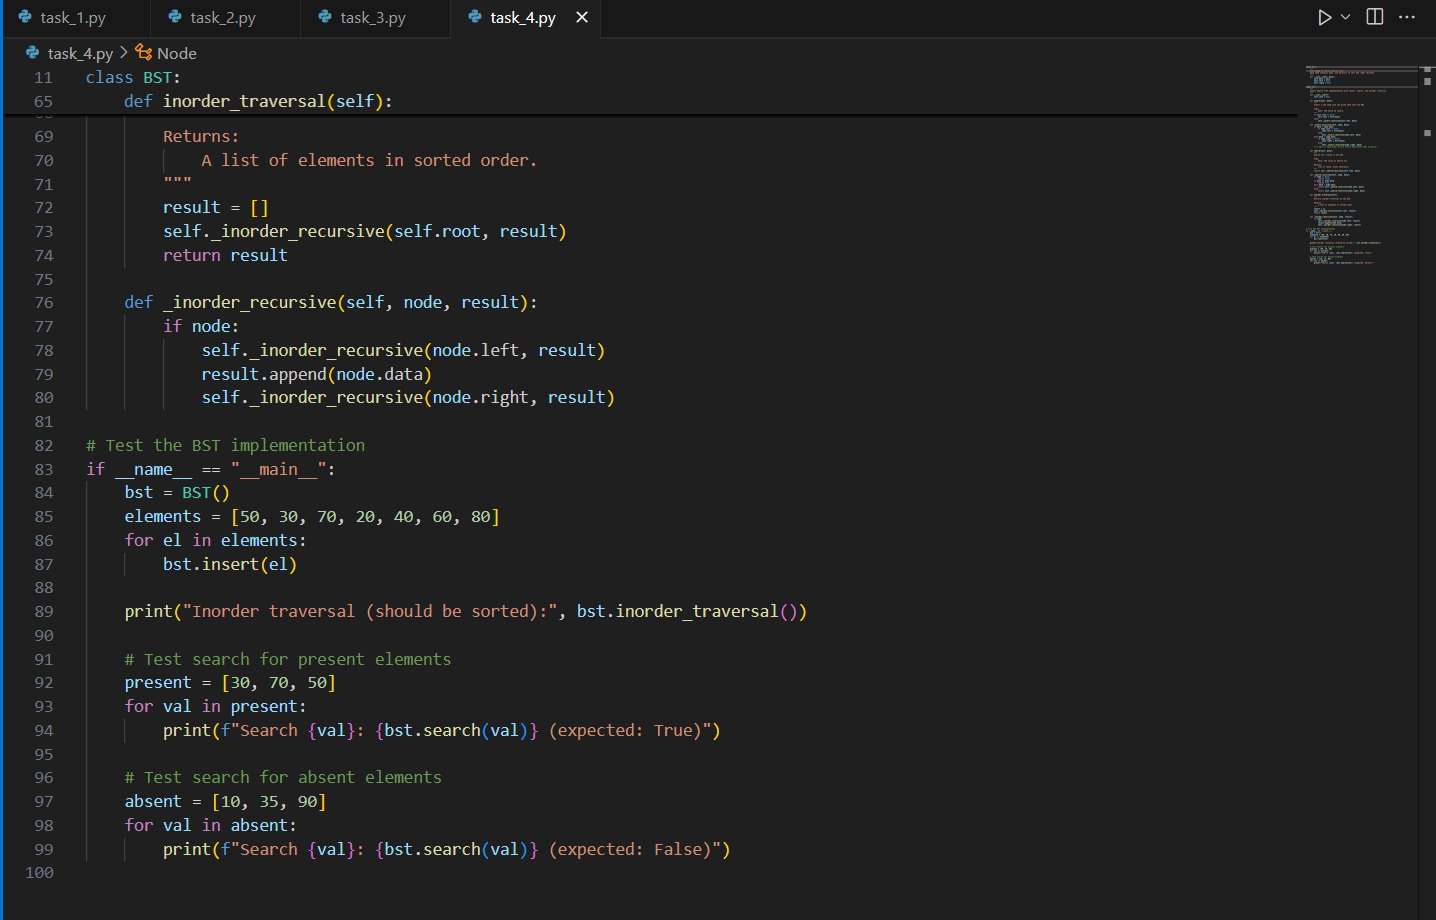 task_1.py task_2.py task_3.py task_4.py
task_4.py > Node
11 class BST:
65     def inorder_traversal(self):
69         Returns:
70             A list of elements in sorted order.
71         """
72         result = []
73         self._inorder_recursive(self.root, result)
74         return result
75
76     def _inorder_recursive(self, node, result):
77         if node:
78             self._inorder_recursive(node.left, result)
79             result.append(node.data)
80             self._inorder_recursive(node.right, result)
81
82 # Test the BST implementation
83 if __name__ == "__main__":
84     bst = BST()
85     elements = [50, 30, 70, 20, 40, 60, 80]
86     for el in elements:
87         bst.insert(el)
88
89     print("Inorder traversal (should be sorted):", bst.inorder_traversal())
90
91     # Test search for present elements
92     present = [30, 70, 50]
93     for val in present:
94         print(f"Search {val}: {bst.search(val)} (expected: True)")
95
96     # Test search for absent elements
97     absent = [10, 35, 90]
98     for val in absent:
99         print(f"Search {val}: {bst.search(val)} (expected: False)")
100